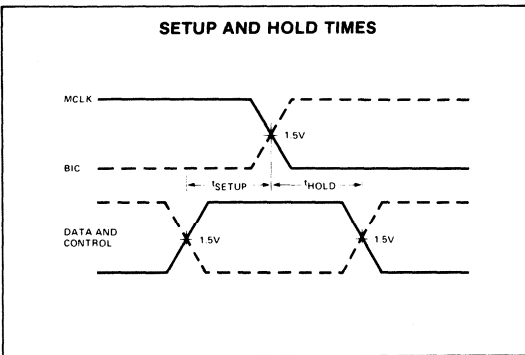 SETUP AND HOLD TIMES
MCLK
1.5V
BIC
tSETUP
tHOLD
DATA AND
CONTROL
1.5V
1.5V